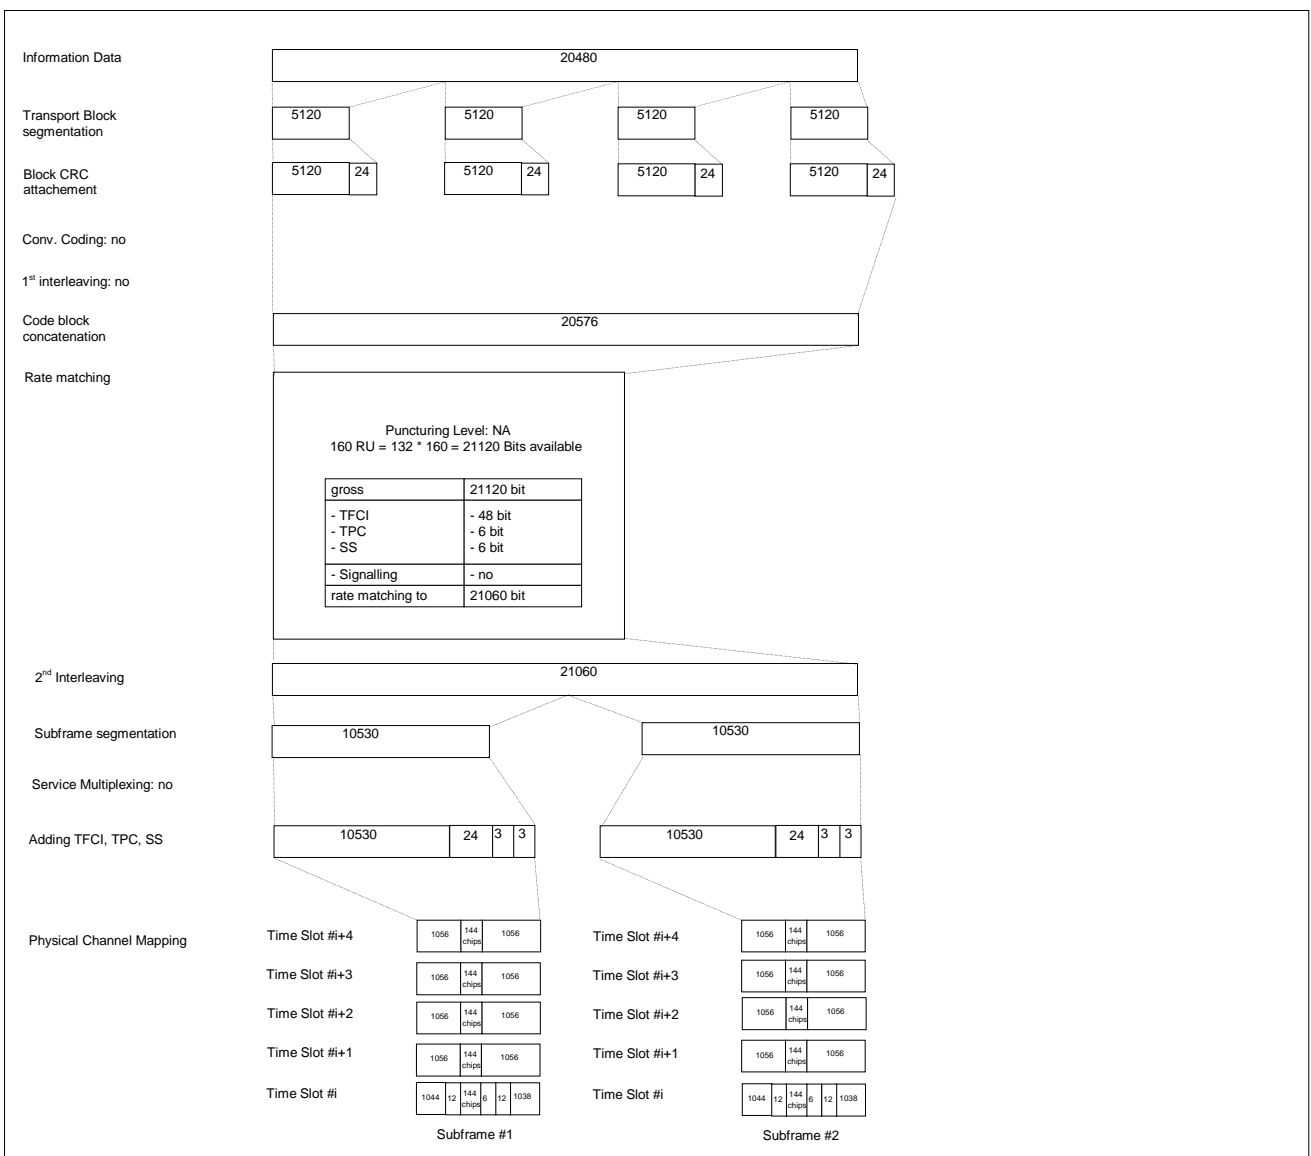 Information Data
20480
Transport Block
segmentation
5120 5120 5120 5120
Block CRC
attachement
5120 24 5120 24 5120 24 5120 24
Conv. Coding: no
1st interleaving: no
Code block
concatenation
20576
Rate matching
Puncturing Level: NA
160 RU = 132 * 160 = 21120 Bits available
gross 21120 bit
- TFCI - 48 bit
- TPC - 6 bit
- SS - 6 bit
- Signalling - no
rate matching to 21060 bit
2nd Interleaving
21060
Subframe segmentation
10530 10530
Service Multiplexing: no
Adding TFCI, TPC, SS
10530 24 3 3 10530 24 3 3
Physical Channel Mapping
Time Slot #i+4 1056 144 chips 1056 Time Slot #i+4 1056 144 chips 1056
Time Slot #i+3 1056 144 chips 1056 Time Slot #i+3 1056 144 chips 1056
Time Slot #i+2 1056 144 chips 1056 Time Slot #i+2 1056 144 chips 1056
Time Slot #i+1 1056 144 chips 1056 Time Slot #i+1 1056 144 chips 1056
Time Slot #i 1044 12 144 chips 6 12 1038 Time Slot #i 1044 12 144 chips 6 12 1038
Subframe #1 Subframe #2